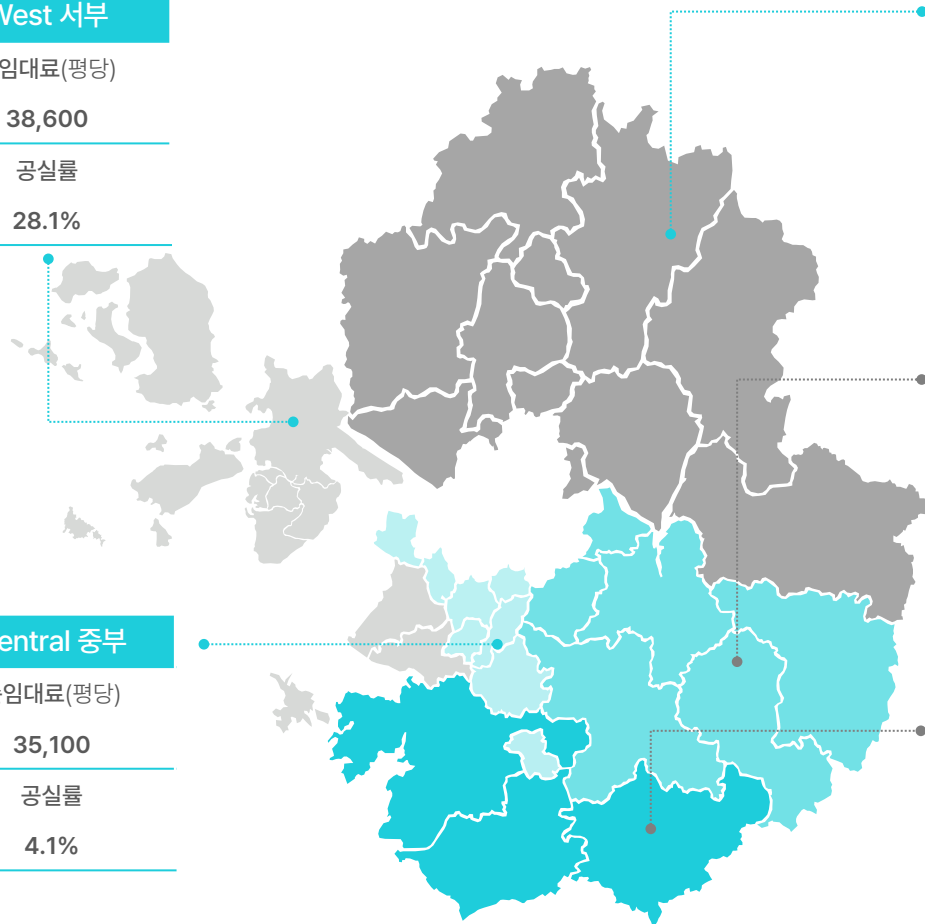 West 서부
임대료(평당)
38,600
공실률
28.1%
entral 중부
임대료(평당)
35,100
공실률
4.1%